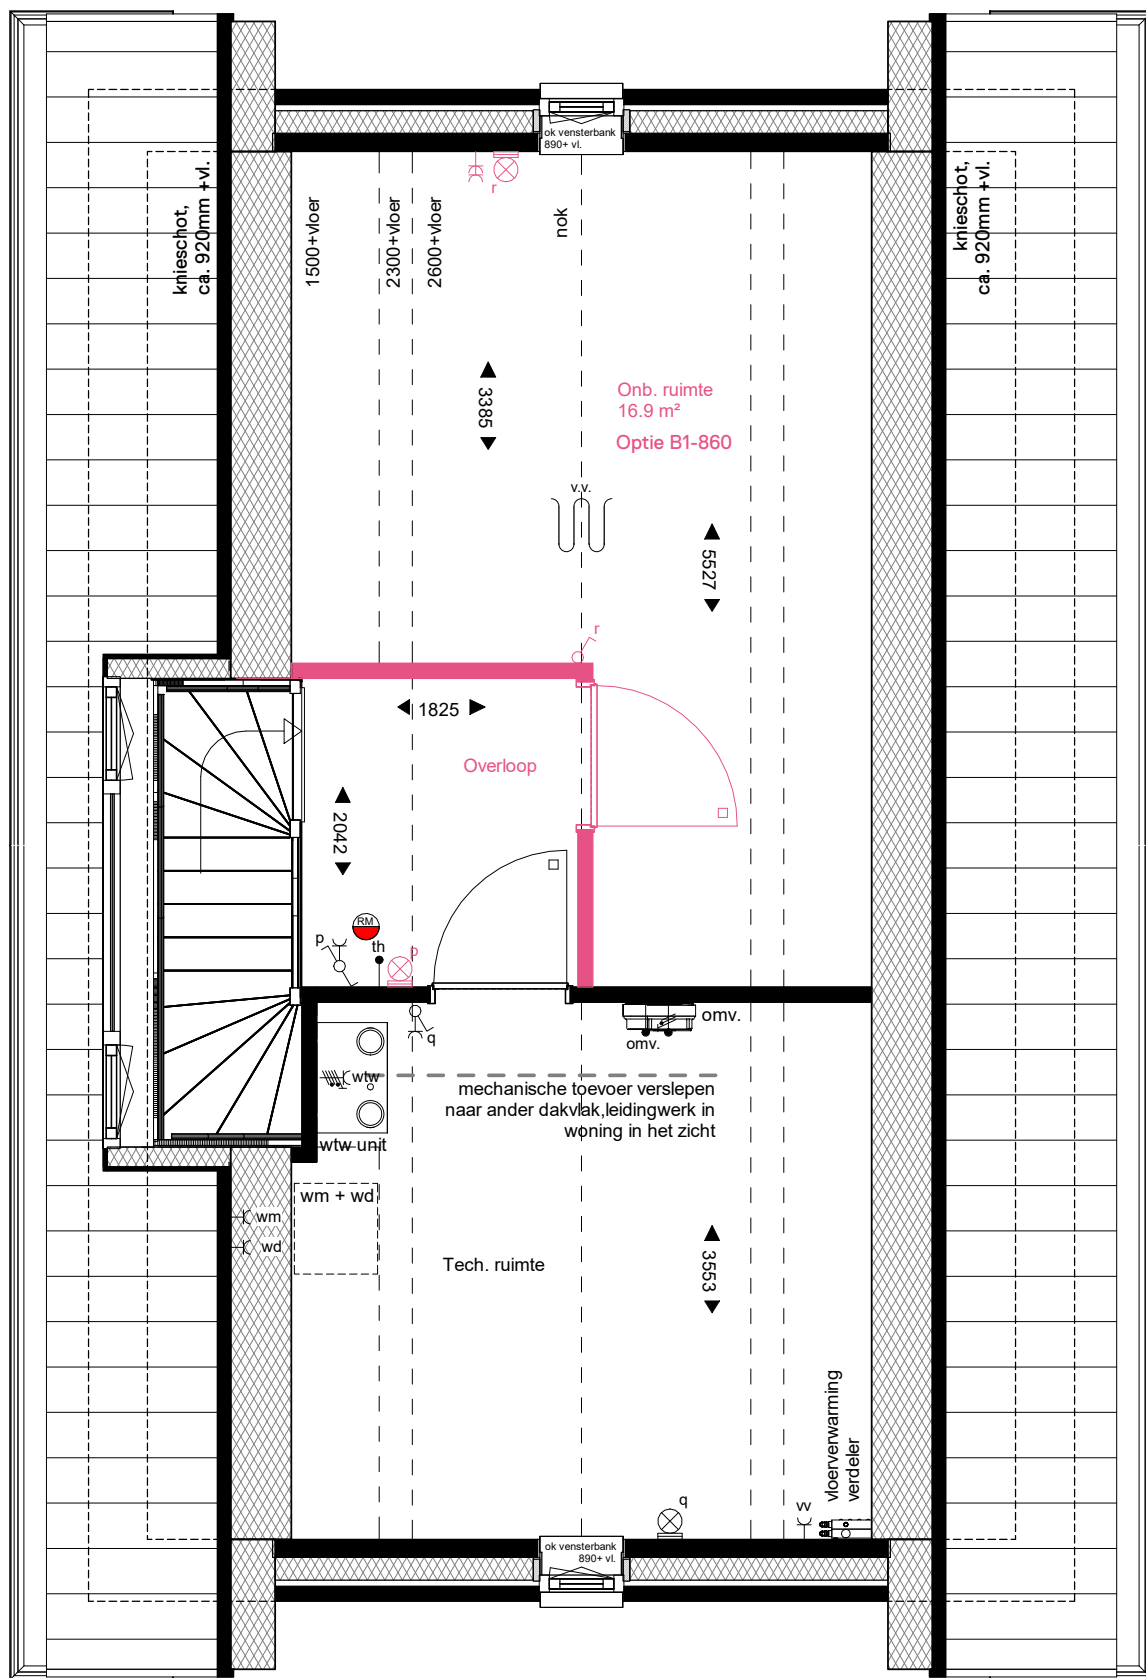 ok vensterbank
890+ vl.
knieschot,
ca. 920mm +vl.
1500+vloer
2300+vloer
2600+vloer
nok
knieschot,
ca. 920mm +vl.
r
3385
Onb. ruimte
16.9 m²
Optie B1-860
v.v.
5527
r
1825
Overloop
2042
RM
p
th
p
q
omv.
omv.
wtw
mechanische toevoer verslepen
naar ander dakvlak,leidingwerk in
woning in het zicht
wtw unit
wm + wd
wm
wd
Tech. ruimte
3553
vloerverwarming
verdeler
q
vv
ok vensterbank
890+ vl.